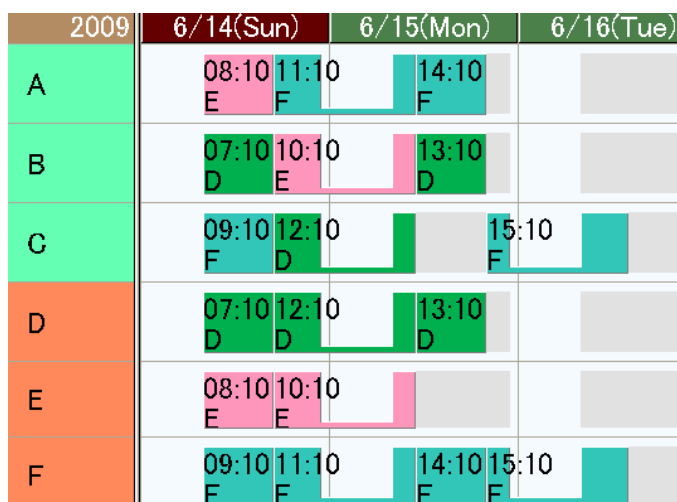 2009 6/14(Sun) 6/15(Mon) 6/16(Tue)
A 08:10 11:10 14:10
E F F
B 07:10 10:10 13:10
D E D
C 09:10 12:10 15:10
F D F
D 07:10 12:10 13:10
D D D
E 08:10 10:10
E E
F 09:10 11:10 14:10 15:10
F F F F